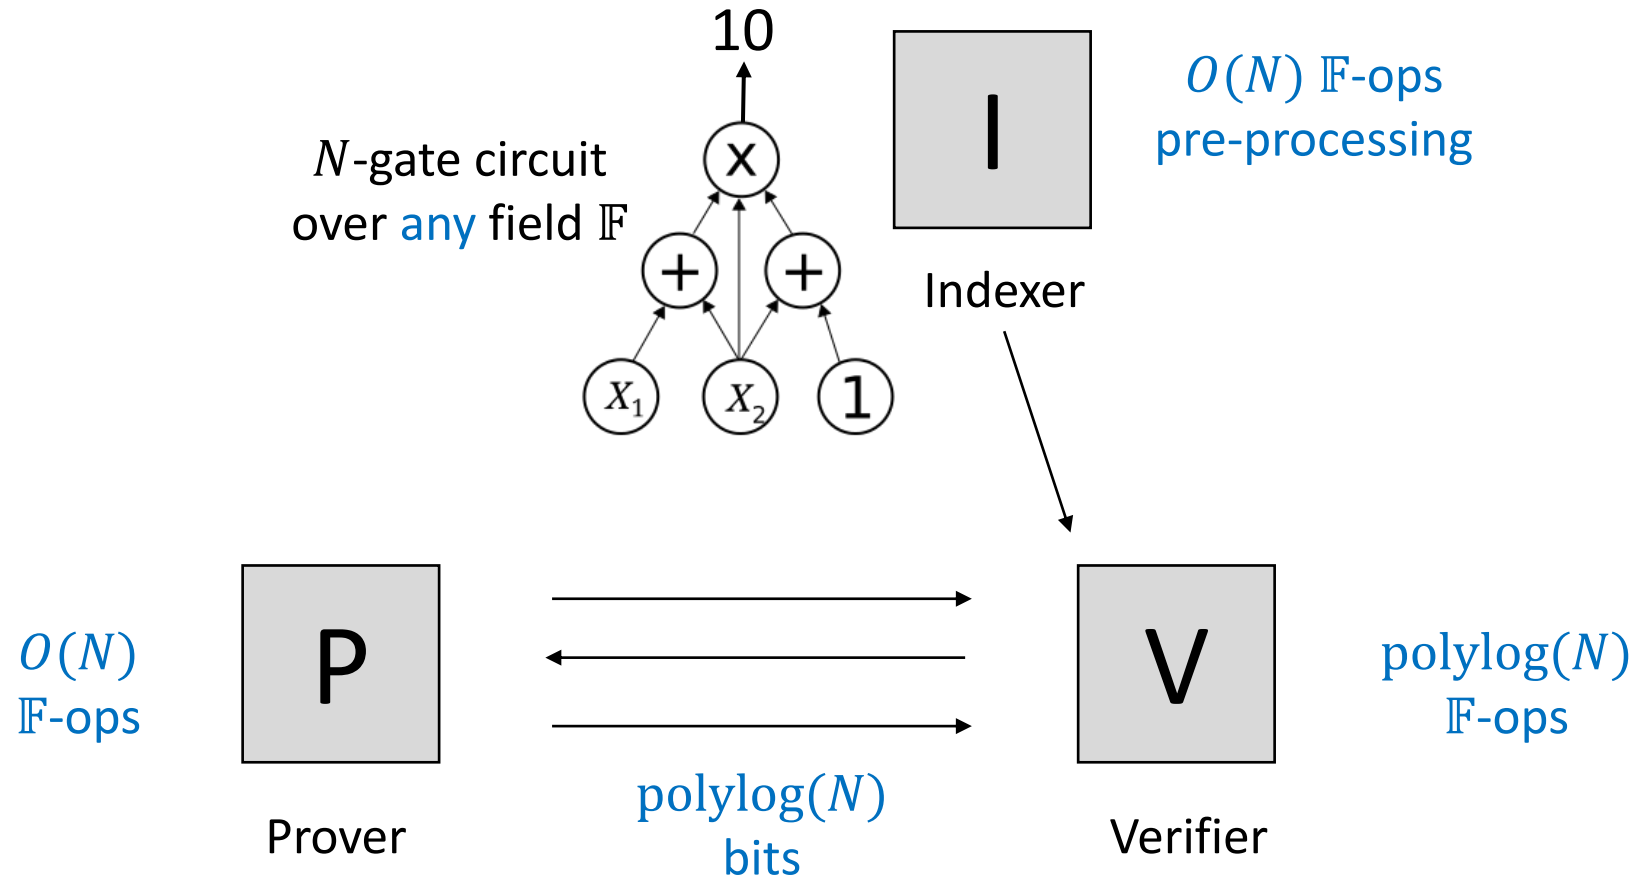 10
N-gate circuit
over any field 𝔽
x
+ +
X₁ X₂ 1
I
Indexer
O(N) 𝔽-ops
pre-processing
O(N)
𝔽-ops
P
Prover
polylog(N)
bits
V
Verifier
polylog(N)
𝔽-ops